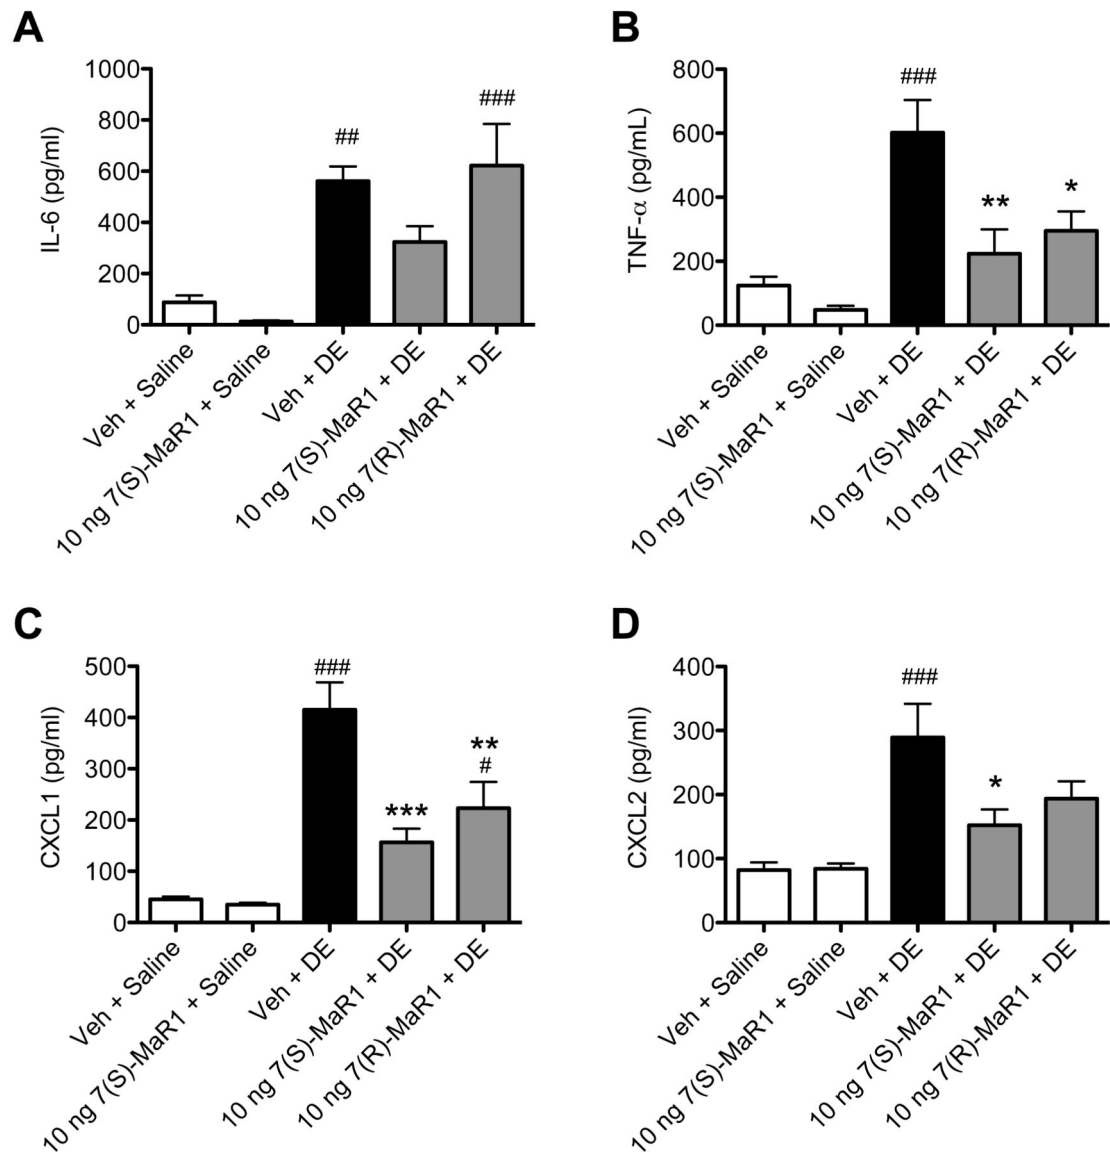 A
IL-6 (pg/ml)
1000
800
600
400
200
0
##
###
Veh + Saline
10 ng 7(S)-MaR1 + Saline
Veh + DE
10 ng 7(S)-MaR1 + DE
10 ng 7(R)-MaR1 + DE
B
TNF-α (pg/mL)
800
600
400
200
0
###
**
*
Veh + Saline
10 ng 7(S)-MaR1 + Saline
Veh + DE
10 ng 7(S)-MaR1 + DE
10 ng 7(R)-MaR1 + DE
C
CXCL1 (pg/ml)
500
400
300
200
100
0
###
***
**
#
Veh + Saline
10 ng 7(S)-MaR1 + Saline
Veh + DE
10 ng 7(S)-MaR1 + DE
10 ng 7(R)-MaR1 + DE
D
CXCL2 (pg/ml)
400
300
200
100
0
###
*
Veh + Saline
10 ng 7(S)-MaR1 + Saline
Veh + DE
10 ng 7(S)-MaR1 + DE
10 ng 7(R)-MaR1 + DE